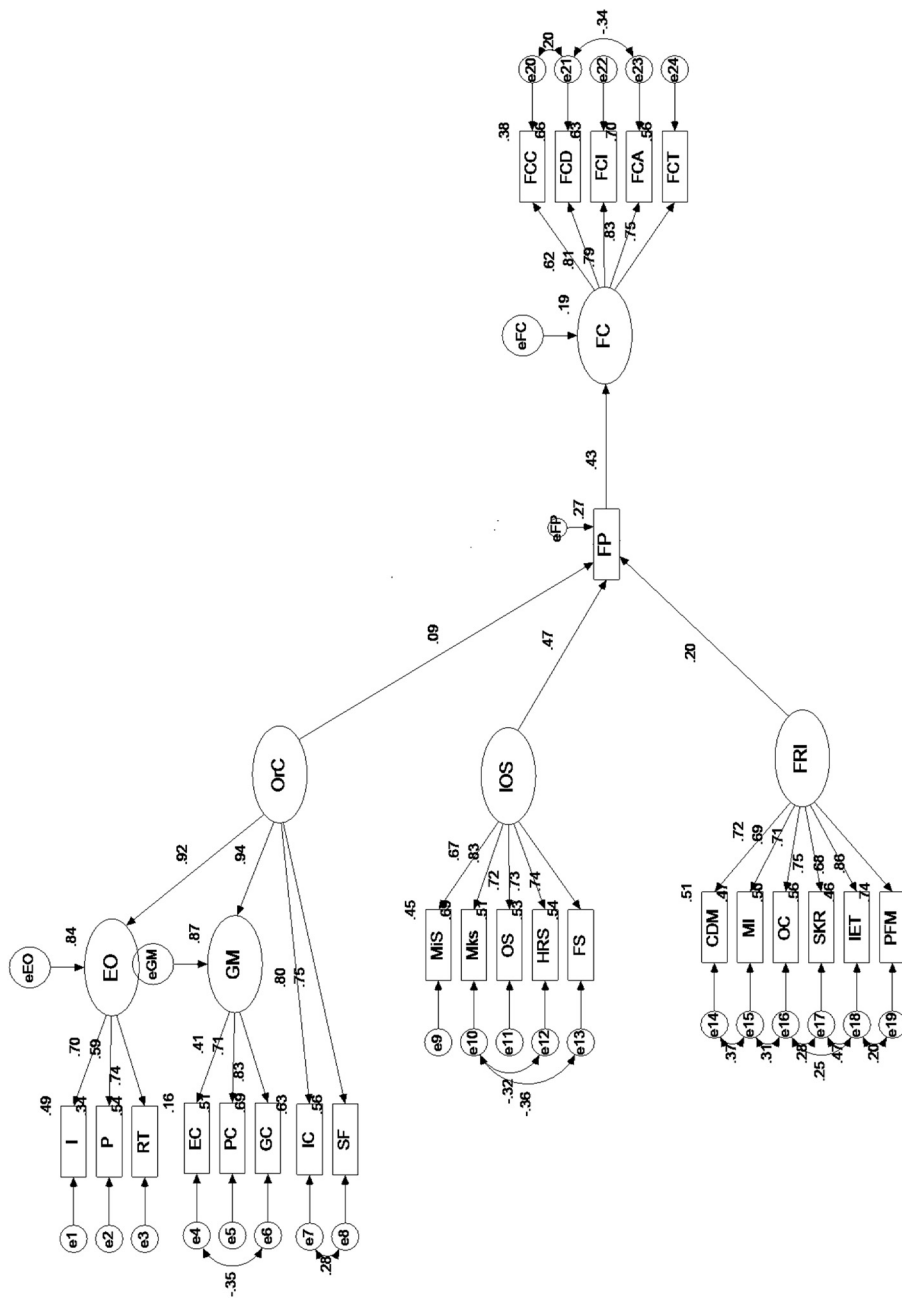 eEO
.84
EO
.49
.70
I
e1
.34
.59
P
e2
.54
.74
RT
e3
eGM
.87
GM
.92
.94
OrC
.16
.41
EC
e4
.51
.71
PC
e5
.69
.83
GC
e6
-.35
.63
.80
IC
e7
.56
.75
SF
e8
.28
.09
.45
.67
MiS
e9
.69
.83
Mks
e10
.51
.72
OS
e11
.53
.73
HRS
e12
.54
.74
FS
e13
-.32
-.36
IOS
.47
eFP
.27
FP
.43
.20
.51
.72
CDM
e14
.47
.69
MI
e15
.50
.71
OC
e16
.56
.75
SKR
e17
.46
.68
IET
e18
.74
.86
PFM
e19
.37
.31
.28
.25
.47
.20
FRI
eFC
.19
FC
.38
.62
FCC
e20
.66
.81
FCD
e21
.63
.79
FCI
e22
.70
.83
FCA
e23
.56
.75
FCT
e24
.20
-.34